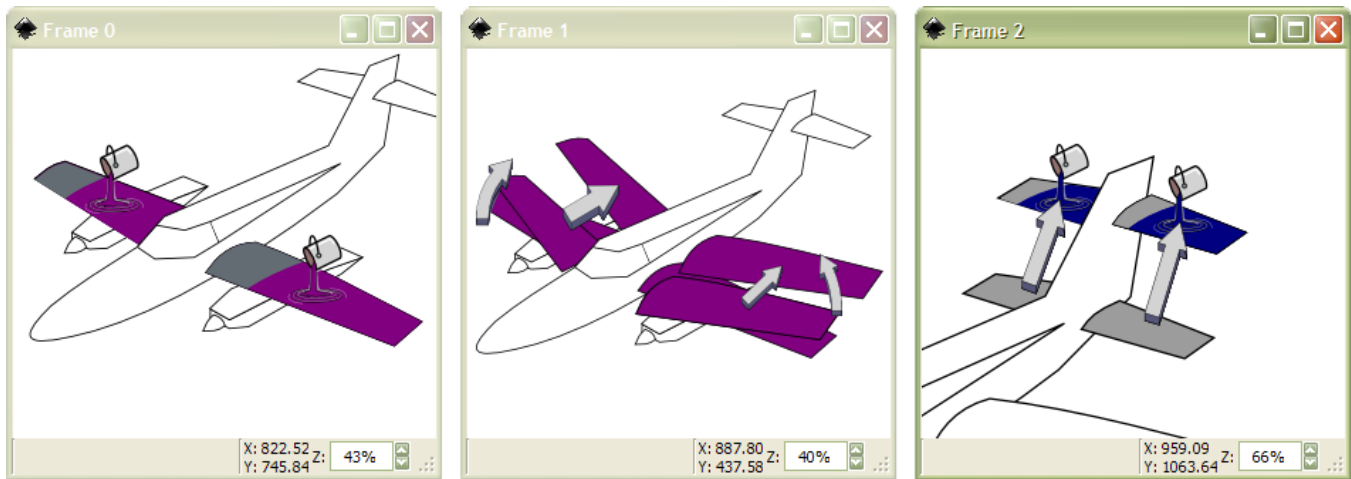 Frame 0
Frame 1
Frame 2
X: 822.52
Y: 745.84
Z: 43%
X: 887.80
Y: 437.58
Z: 40%
X: 959.09
Y: 1063.64
Z: 66%